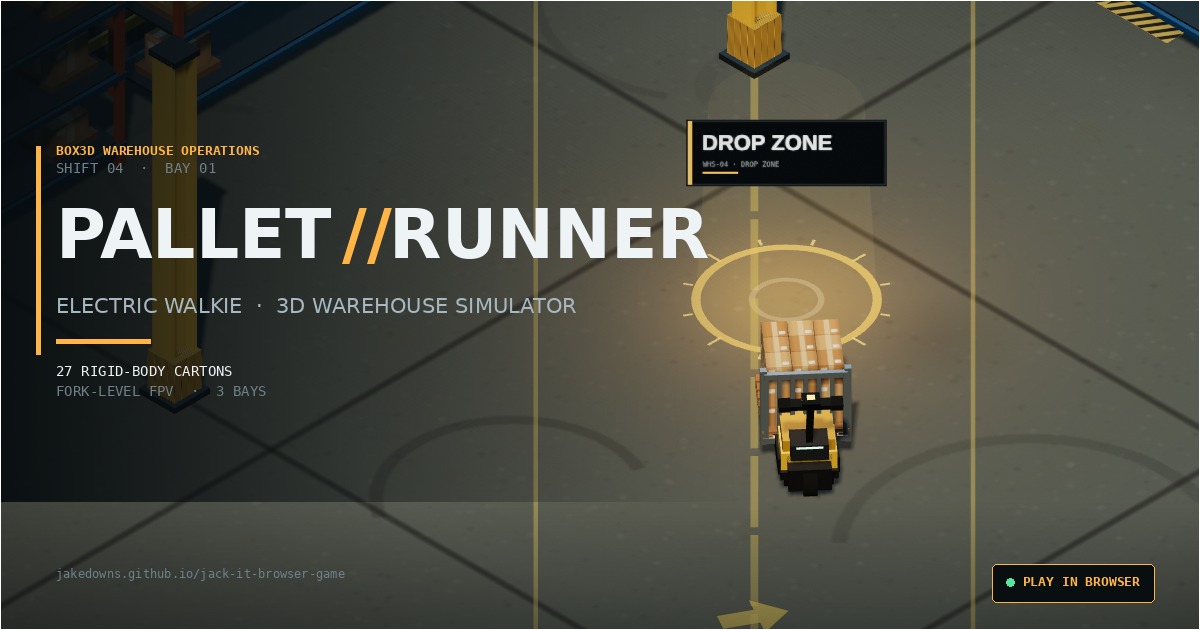 BOX3D WAREHOUSE OPERATIONS
SHIFT 04 · BAY 01
PALLET //RUNNER
ELECTRIC WALKIE · 3D WAREHOUSE SIMULATOR
27 RIGID-BODY CARTONS
FORK-LEVEL FPV · 3 BAYS
DROP ZONE
WHS-04 · DROP ZONE
jakedowns.github.io/jack-it-browser-game
PLAY IN BROWSER